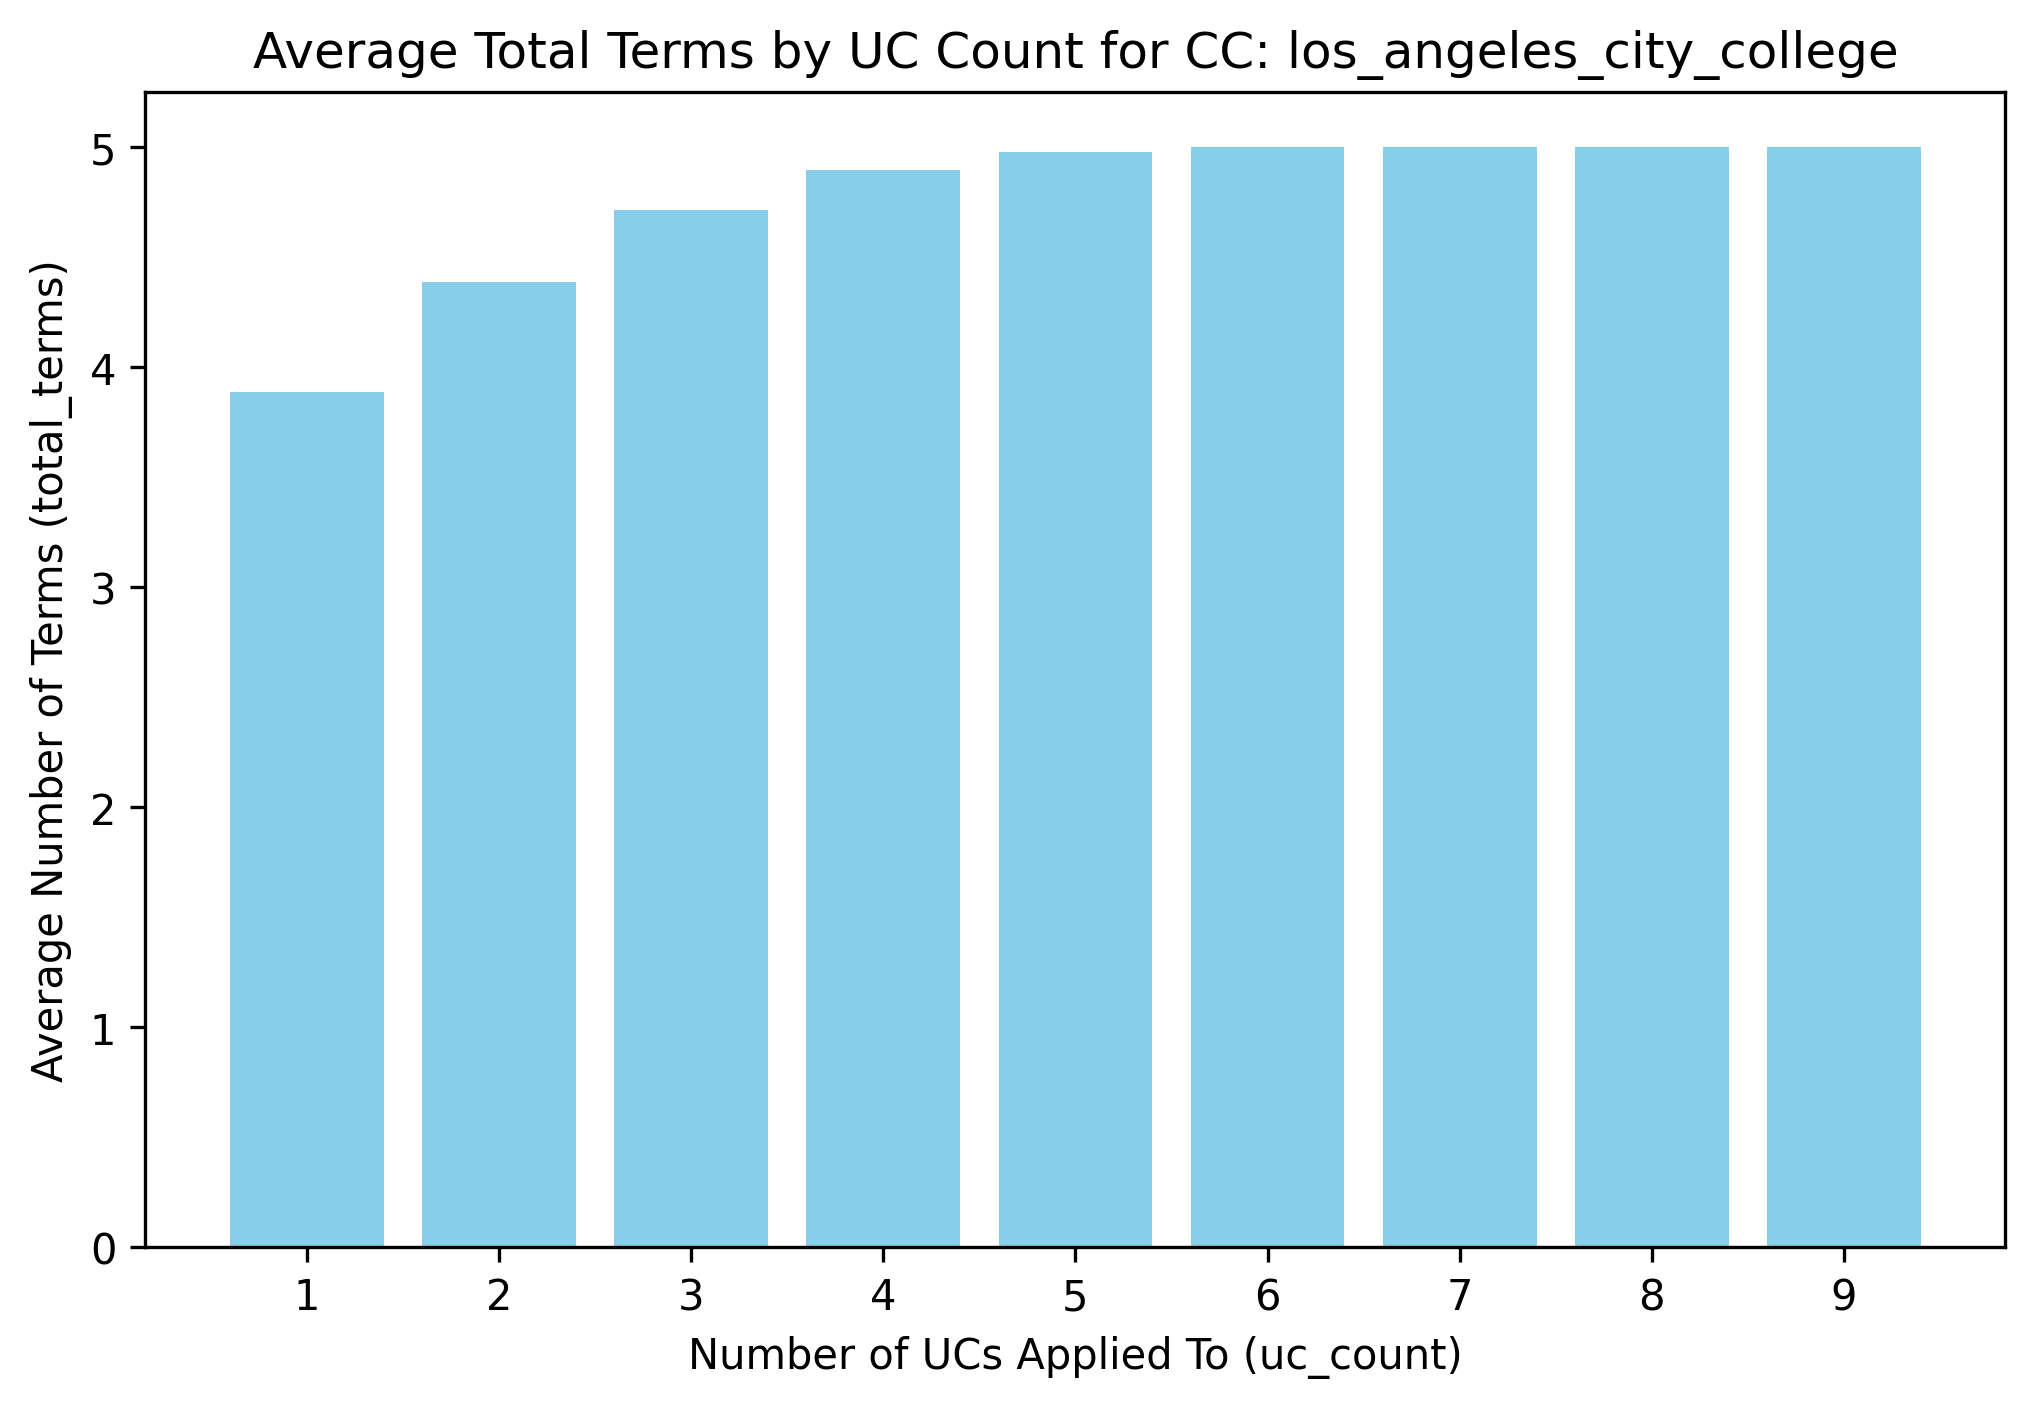 Average Total Terms by UC Count for CC: los_angeles_city_college
Average Number of Terms (total_terms)
5
4
3
2
1
0
1 2 3 4 5 6 7 8 9
Number of UCs Applied To (uc_count)